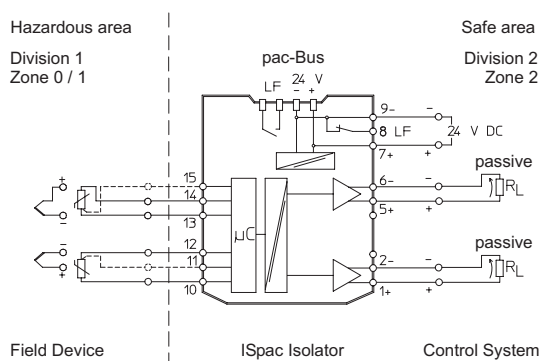 Hazardous area
Safe area
Division 1
Zone 0 / 1
Division 2
Zone 2
pac-Bus
LF 24 V
- +
9- -
8 LF
24 V DC
7+ +
passive
+
15
6- -
RL
14
5+ +
-
13
µC
passive
-
12
2- -
RL
11
+
10
1+ +
Field Device
ISpac Isolator
Control System